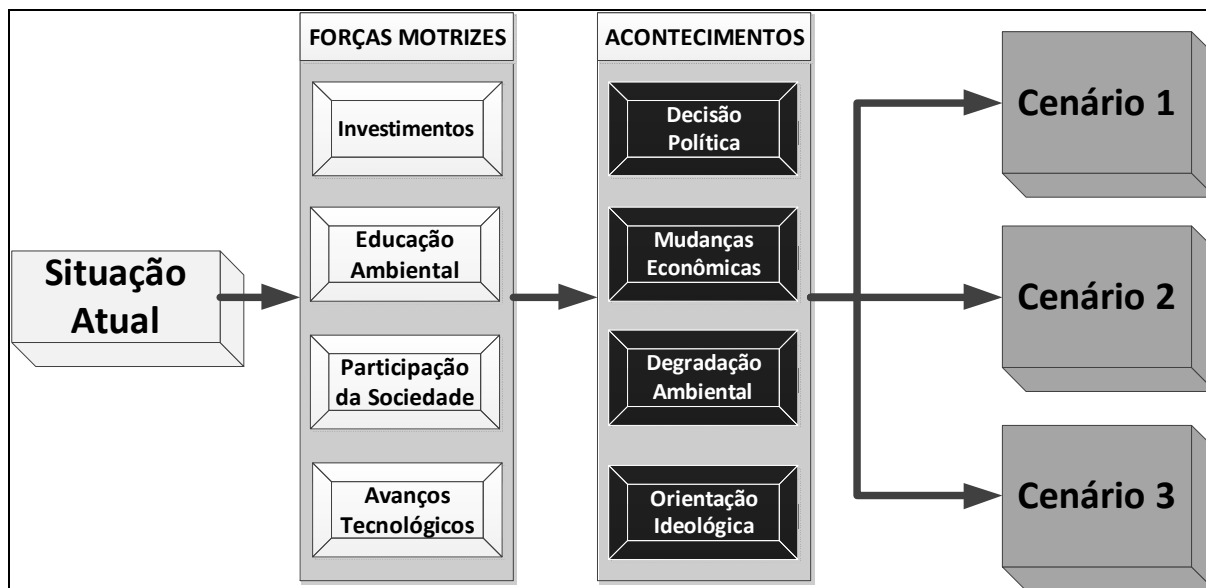 Situação
Atual
FORÇAS MOTRIZES
Investimentos
Educação
Ambiental
Participação
da Sociedade
Avanços
Tecnológicos
ACONTECIMENTOS
Decisão
Política
Mudanças
Econômicas
Degradação
Ambiental
Orientação
Ideológica
Cenário 1
Cenário 2
Cenário 3